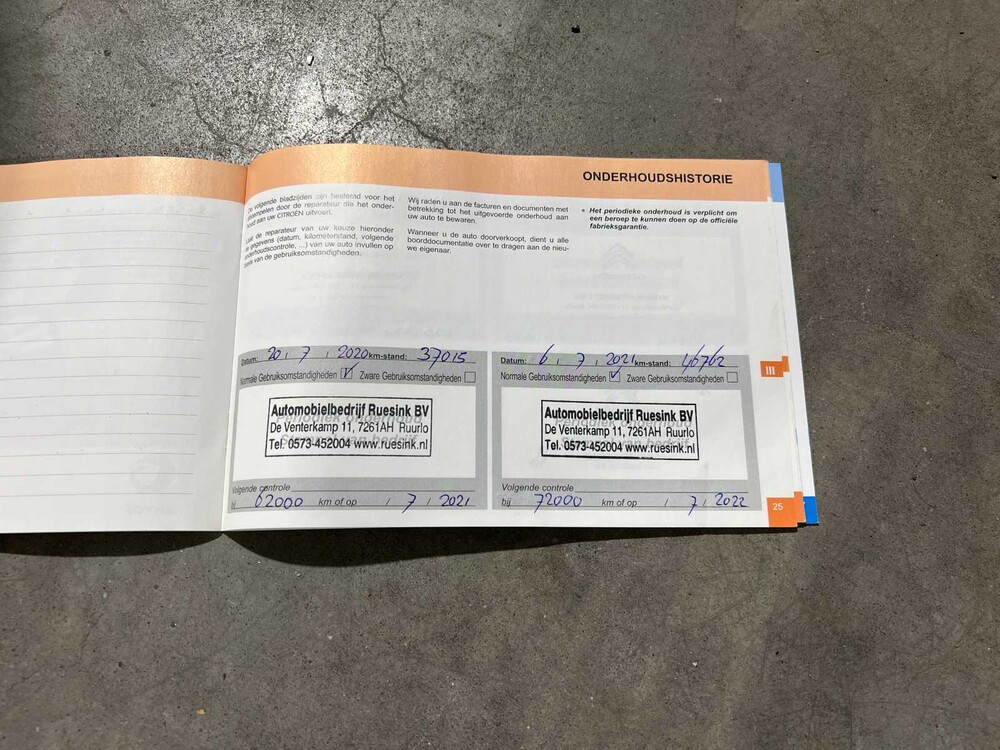 ONDERHOUDSHISTORIE
De volgende bladzijden zijn bestemd voor het
afstempelen door de reparateur die het onder-
houd aan uw CITROËN uitvoert.
Laat de reparateur van uw keuze hieronder
de gegevens (datum, kilometerstand, volgende
onderhoudscontrole, ...) van uw auto invullen op
basis van de gebruiksomstandigheden.
Wij raden u aan de facturen en documenten met
betrekking tot het uitgevoerde onderhoud aan
uw auto te bewaren.
Wanneer u de auto doorverkoopt, dient u alle
boorddocumentatie over te dragen aan de nieu-
we eigenaar.
Het periodieke onderhoud is verplicht om
een beroep te kunnen doen op de officiële
fabrieksgarantie.
Datum: 20 / 7 / 2020 km-stand: 37015
Normale Gebruiksomstandigheden Zware Gebruiksomstandigheden
Periodiek onderhoud
Automobielbedrijf Ruesink BV
De Venterkamp 11, 7261AH Ruurlo
Tel. 0573-452004 www.ruesink.nl
Volgende controle
bij 62000 km of op / 7 / 2021
Datum: 6 / 7 / 2021 km-stand: 46762
Normale Gebruiksomstandigheden Zware Gebruiksomstandigheden
Automobielbedrijf Ruesink BV
De Venterkamp 11, 7261AH Ruurlo
Tel. 0573-452004 www.ruesink.nl
Volgende controle
bij 72000 km of op / 7 / 2022
III
25